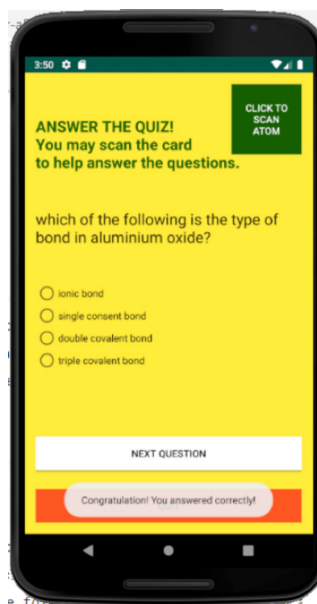 3:50
CLICK TO
SCAN
ATOM
ANSWER THE QUIZ!
You may scan the card
to help answer the questions.
which of the following is the type of
bond in aluminium oxide?
ionic bond
single consent bond
double covalent bond
triple covalent bond
NEXT QUESTION
Congratulation! You answered correctly!